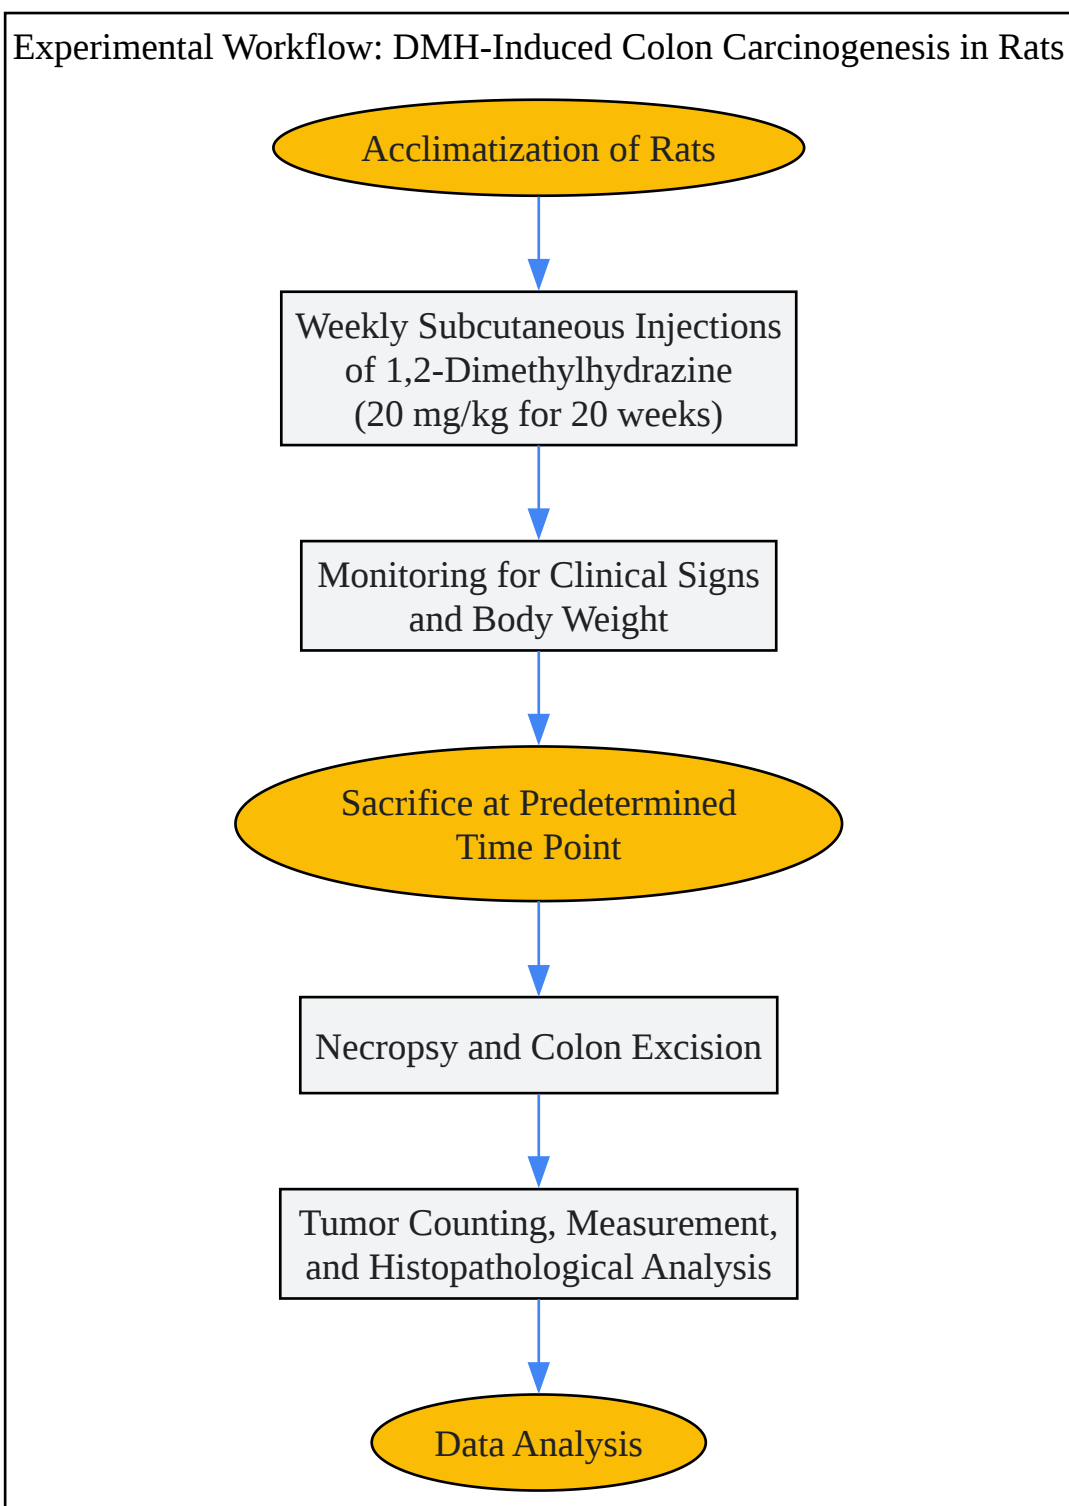 Experimental Workflow: DMH-Induced Colon Carcinogenesis in Rats
Acclimatization of Rats
Weekly Subcutaneous Injections
of 1,2-Dimethylhydrazine
(20 mg/kg for 20 weeks)
Monitoring for Clinical Signs
and Body Weight
Sacrifice at Predetermined
Time Point
Necropsy and Colon Excision
Tumor Counting, Measurement,
and Histopathological Analysis
Data Analysis